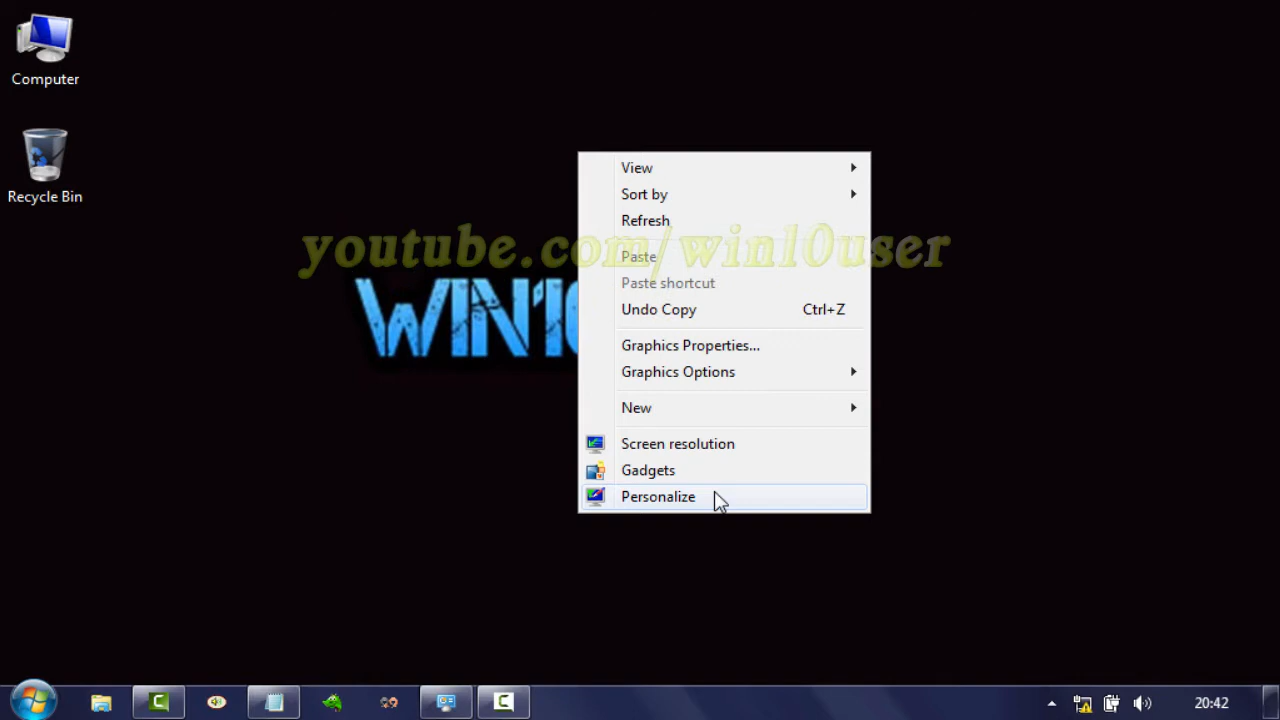 Computer
Recycle Bin
View
Sort by
Refresh
youtube.com/win10user
Paste
Paste shortcut
WIN10
Undo Copy Ctrl+Z
Graphics Properties...
Graphics Options
New
Screen resolution
Gadgets
Personalize
20:42